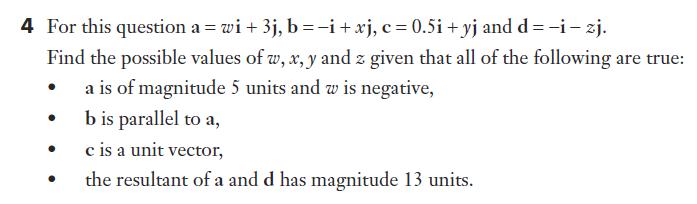 4 For this question a = wi + 3j, b = −i + xj, c = 0.5i + yj and d = −i − zj.
Find the possible values of w, x, y and z given that all of the following are true:
• a is of magnitude 5 units and w is negative,
• b is parallel to a,
• c is a unit vector,
• the resultant of a and d has magnitude 13 units.